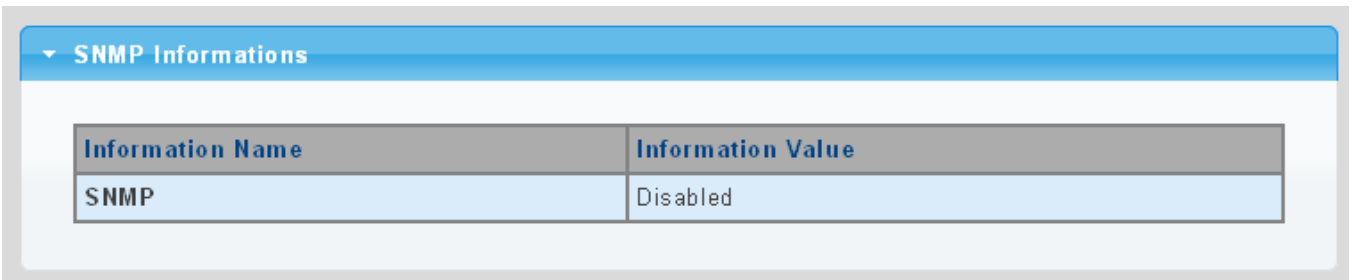 SNMP Informations
Information Name Information Value
SNMP Disabled